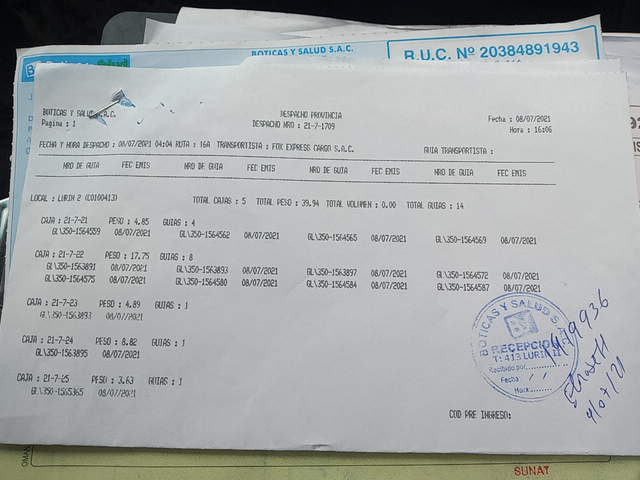 BOTICAS Y SALUD S.A.C.
R.U.C. Nº 20384891943
BOTICAS Y SALUD S.A.C. DESPACHO PROVINCIA Fecha : 08/07/2021
Pagina : 1 DESPACHO NRO : 21-7-1709 Hora : 16:06
FECHA Y HORA DESPACHO : 08/07/2021 04:04 RUTA : 16A TRANSPORTISTA : FOX EXPRESS CARGO S.A.C. GUIA TRANSPORTISTA :
NRO DE GUIA FEC EMIS NRO DE GUIA FEC EMIS NRO DE GUIA FEC EMIS NRO DE GUIA FEC EMIS
LOCAL : LURIN 2 (L0100413) TOTAL CAJAS : 5 TOTAL PESO : 39.94 TOTAL VOLUMEN : 0.00 TOTAL GUIAS : 14
CAJA : 21-7-21 PESO : 4.85 GUIAS : 4
GL\350-1564559 08/07/2021 GL\350-1564562 08/07/2021 GL\350-1564565 08/07/2021 GL\350-1564569 08/07/2021
CAJA : 21-7-22 PESO : 17.75 GUIAS : 8
GL\350-1563891 08/07/2021 GL\350-1563893 08/07/2021 GL\350-1563897 08/07/2021 GL\350-1564572 08/07/2021
GL\350-1564575 08/07/2021 GL\350-1564580 08/07/2021 GL\350-1564584 08/07/2021 GL\350-1564587 08/07/2021
CAJA : 21-7-23 PESO : 4.89 GUIAS : 1
GL\350-1563893 08/07/2021
CAJA : 21-7-24 PESO : 8.82 GUIAS : 1
GL\350-1563895 08/07/2021
CAJA : 21-7-25 PESO : 3.63 GUIAS : 1
GL\350-1565365 08/07/2021
BOTICAS Y SALUD S.
RECEPCION
T: 413 LURIN II
Recibido por
Fecha
Hora
COD PRE INGRESO:
SUNAT